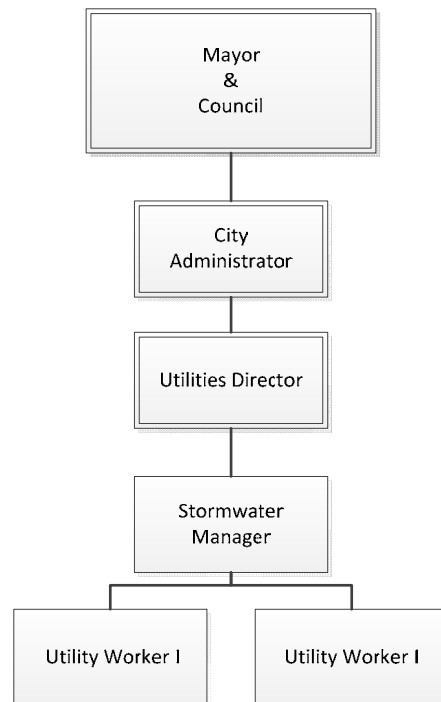 Mayor
&
Council
City
Administrator
Utilities Director
Stormwater
Manager
Utility Worker I
Utility Worker I